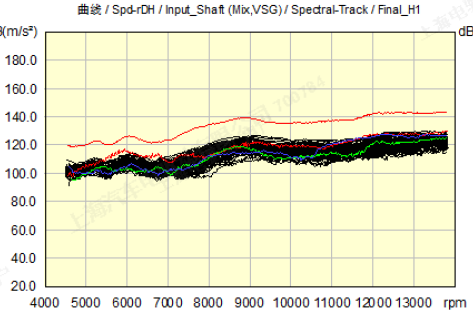 曲线 / Spd-rDH / Input_Shaft (Mix,VSG) / Spectral-Track / Final_H1
(m/s²)
dB
180.0
160.0
140.0
120.0
100.0
80.0
60.0
40.0
20.0
4000 5000 6000 7000 8000 9000 10000 11000 12000 13000 rpm
700784